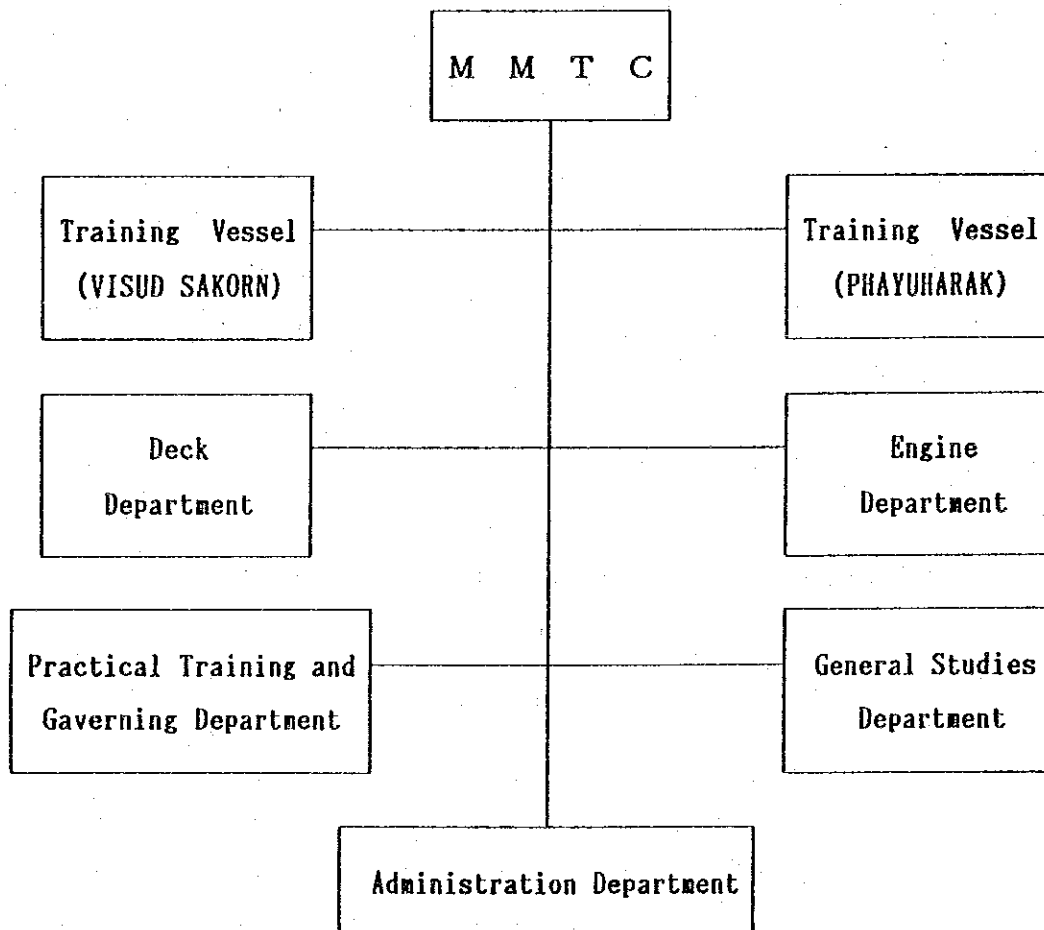 M M T C
Training Vessel
(VISUD SAKORN)
Training Vessel
(PHAYUHARAK)
Deck
Department
Engine
Department
Practical Training and
Gaverning Department
General Studies
Department
Administration Department